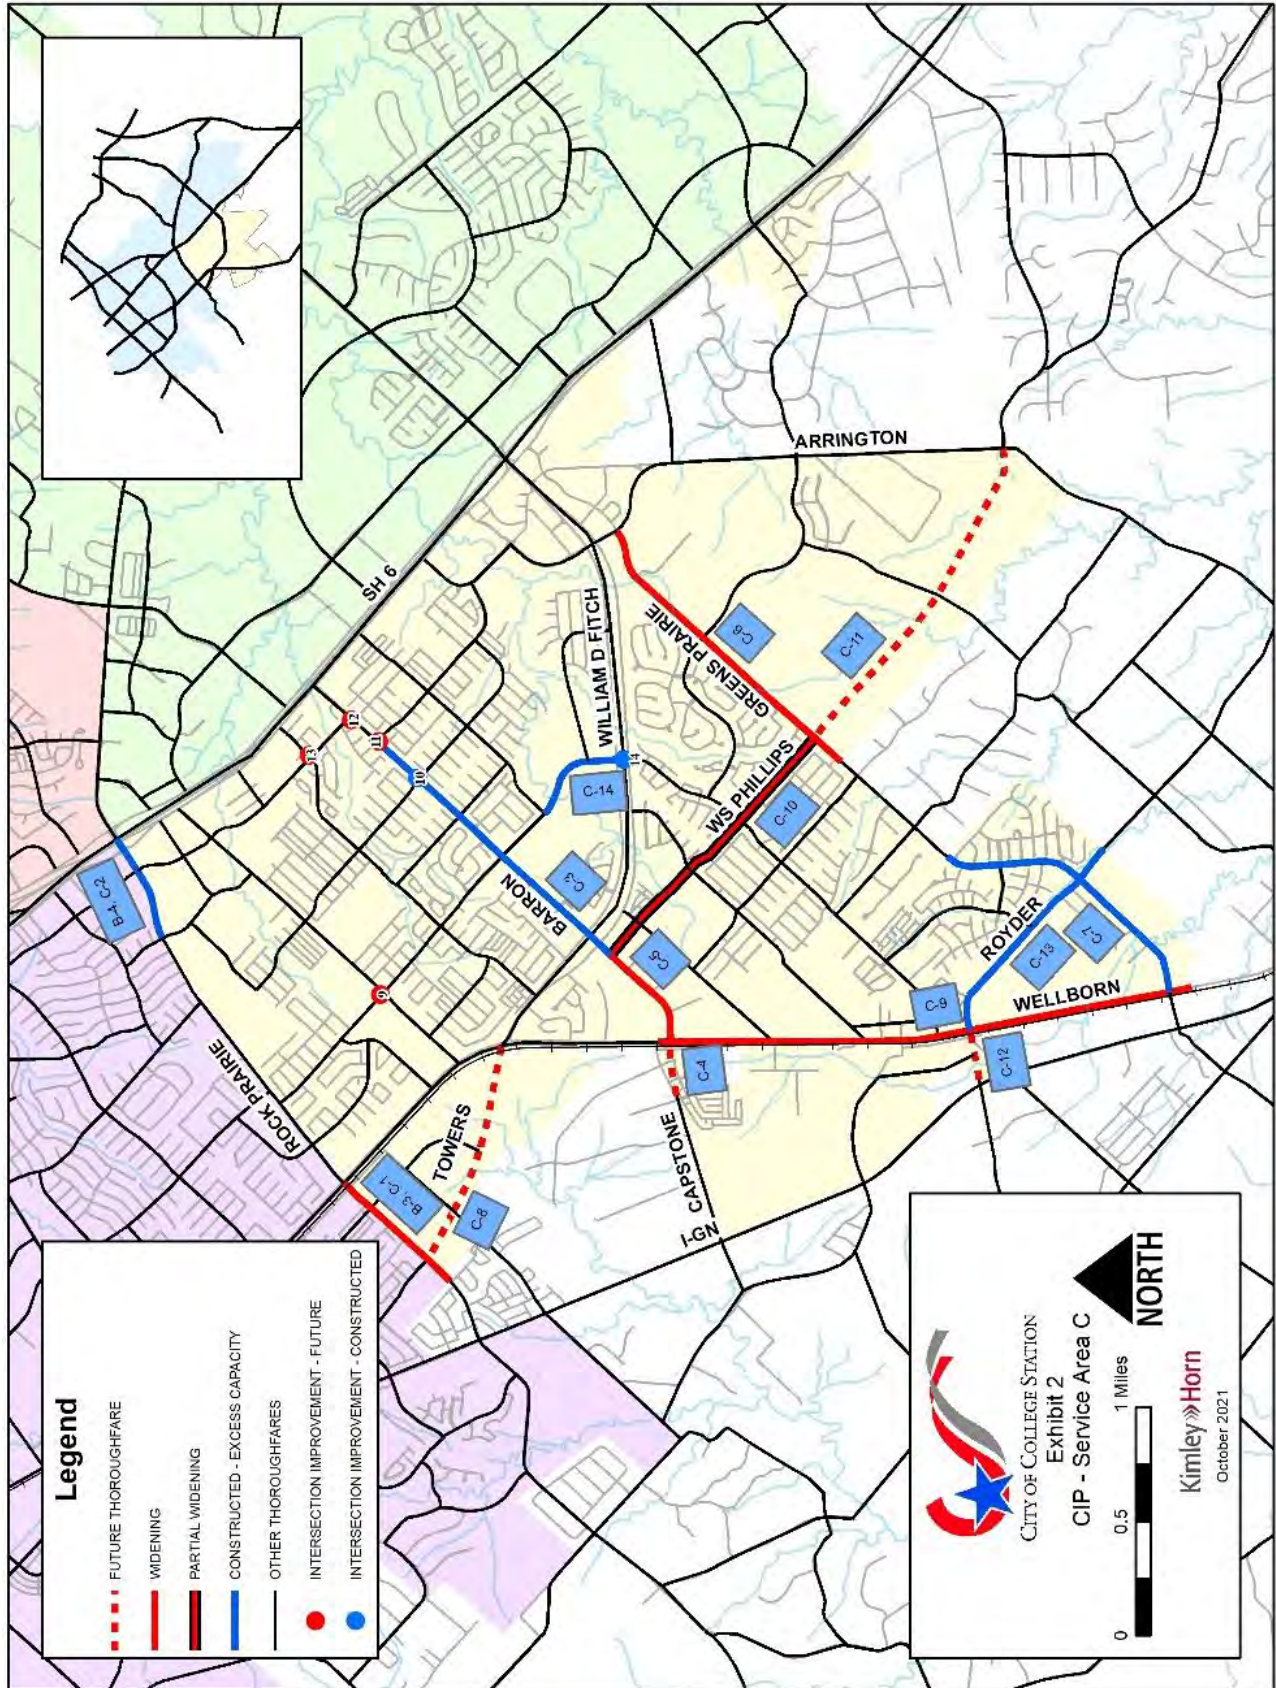 Legend
FUTURE THOROUGHFARE
WIDENING
PARTIAL WIDENING
CONSTRUCTED - EXCESS CAPACITY
OTHER THOROUGHFARES
INTERSECTION IMPROVEMENT - FUTURE
INTERSECTION IMPROVEMENT - CONSTRUCTED
SH 6
B-4, C-2
ROCK PRAIRIE
13
12
11
10
9
BARRON
C-3
WILLIAM D FITCH
C-14
14
ARRINGTON
GREENS PRAIRIE
C-6
C-11
WS PHILLIPS
C-10
C-5
B-3, C-1
TOWERS
C-8
CAPSTONE
C-4
I-GN
C-9
C-12
WELLBORN
ROYDER
C-13
C-7
CITY OF COLLEGE STATION
Exhibit 2
CIP - Service Area C
0 0.5 1 Miles
NORTH
Kimley»Horn
October 2021